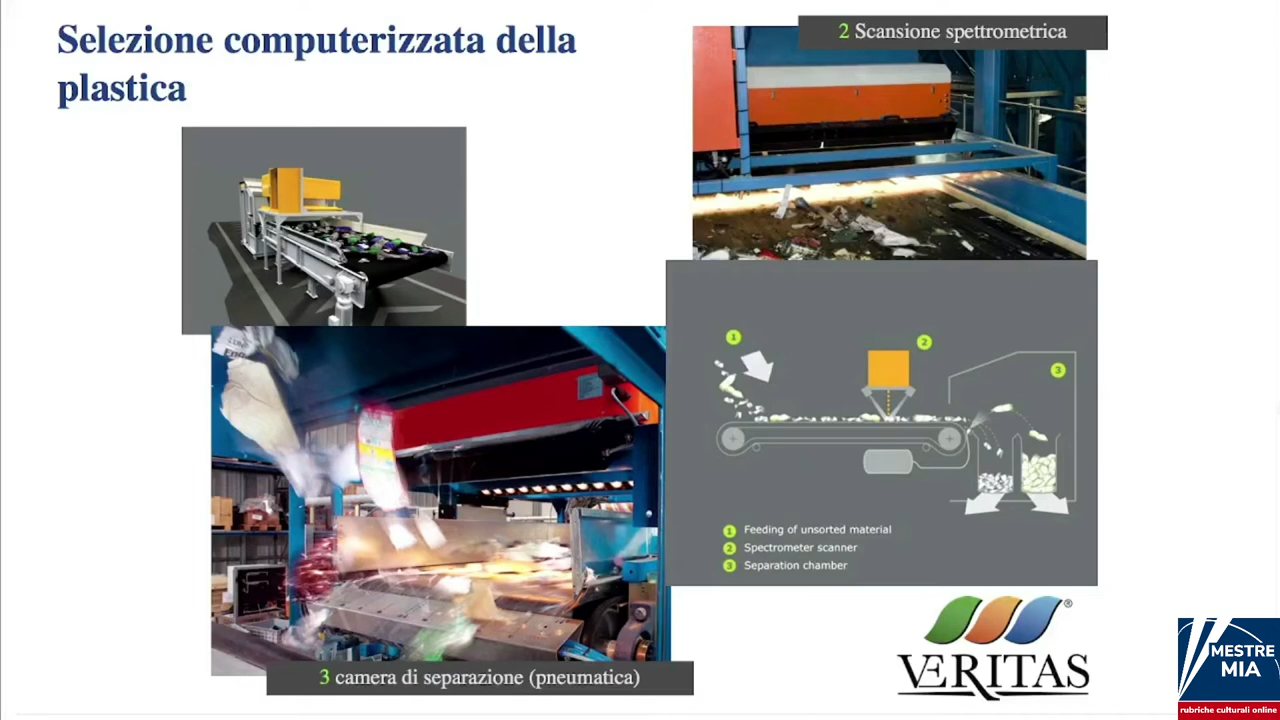 Selezione computerizzata della
plastica
2 Scansione spettrometrica
1
2
3
1 Feeding of unsorted material
2 Spectrometer scanner
3 Separation chamber
3 camera di separazione (pneumatica)
VERITAS
®
MESTRE
MIA
rubriche culturali online